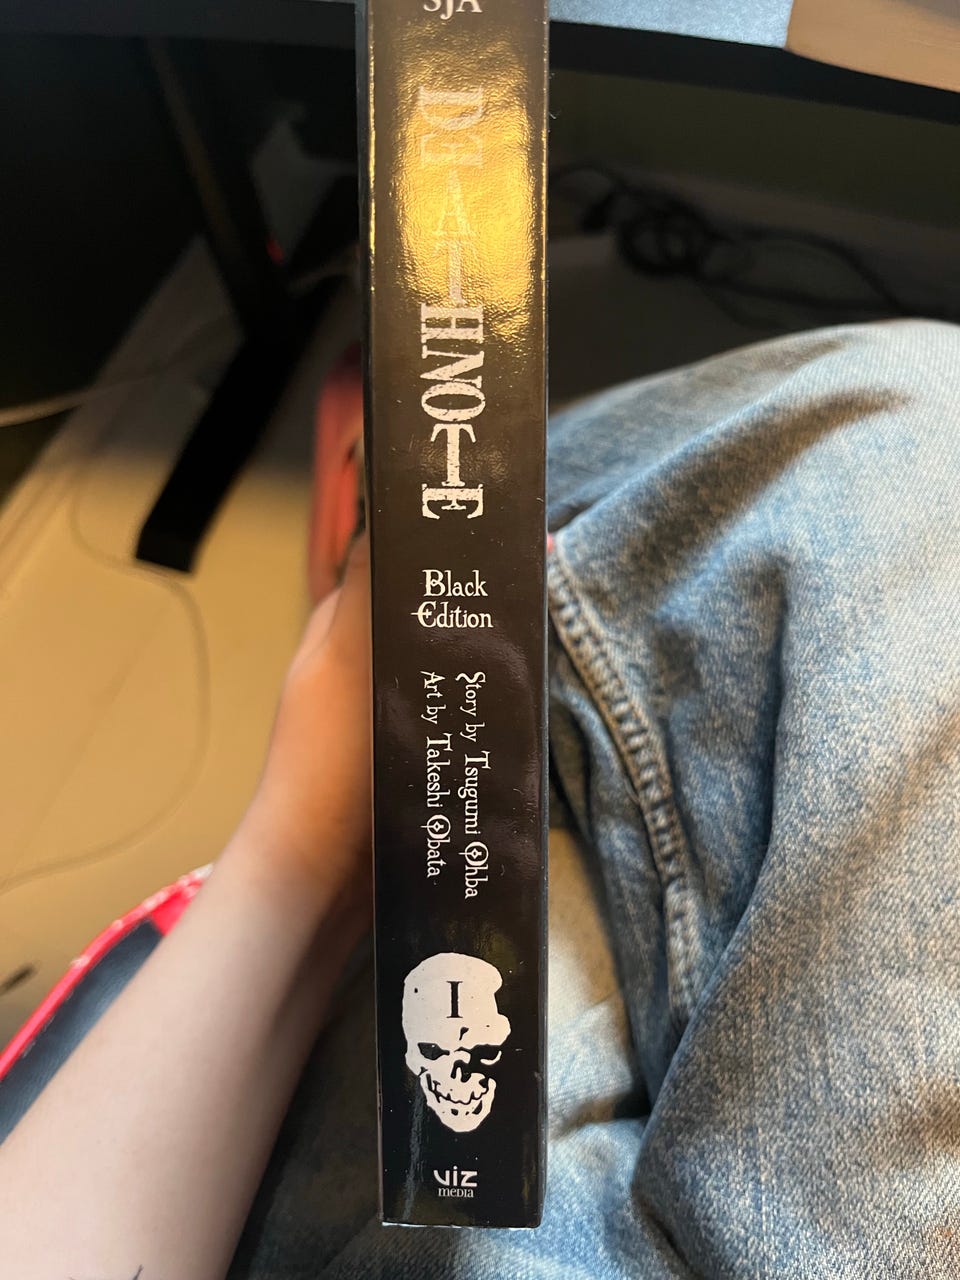 SJA
DEATH NOTE
Black
Edition
Story by Tsugumi Ohba
Art by Takeshi Obata
I
VIZ
media